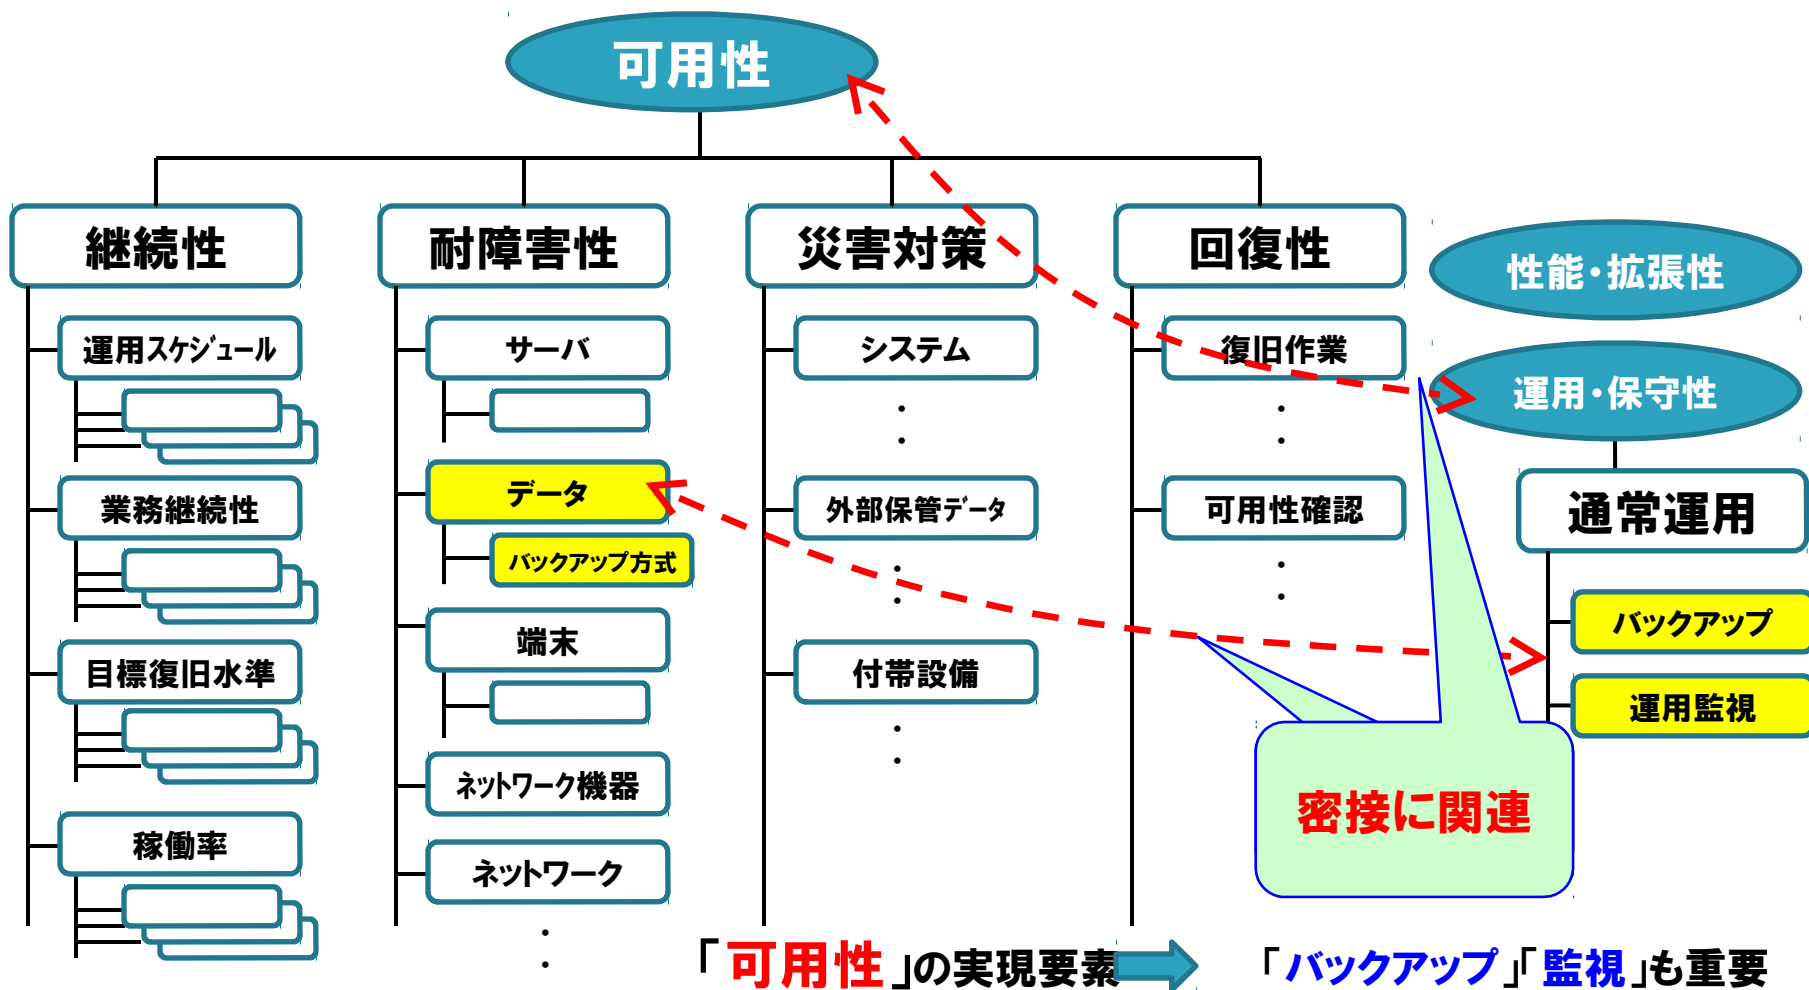 可用性
継続性
耐障害性
災害対策
回復性
性能・拡張性
運用スケジュール
サーバ
システム
復旧作業
運用・保守性
業務継続性
データ
外部保管データ
可用性確認
通常運用
バックアップ方式
目標復旧水準
端末
付帯設備
バックアップ
運用監視
ネットワーク機器
密接に関連
稼働率
ネットワーク
「可用性」の実現要素
「バックアップ」「監視」も重要